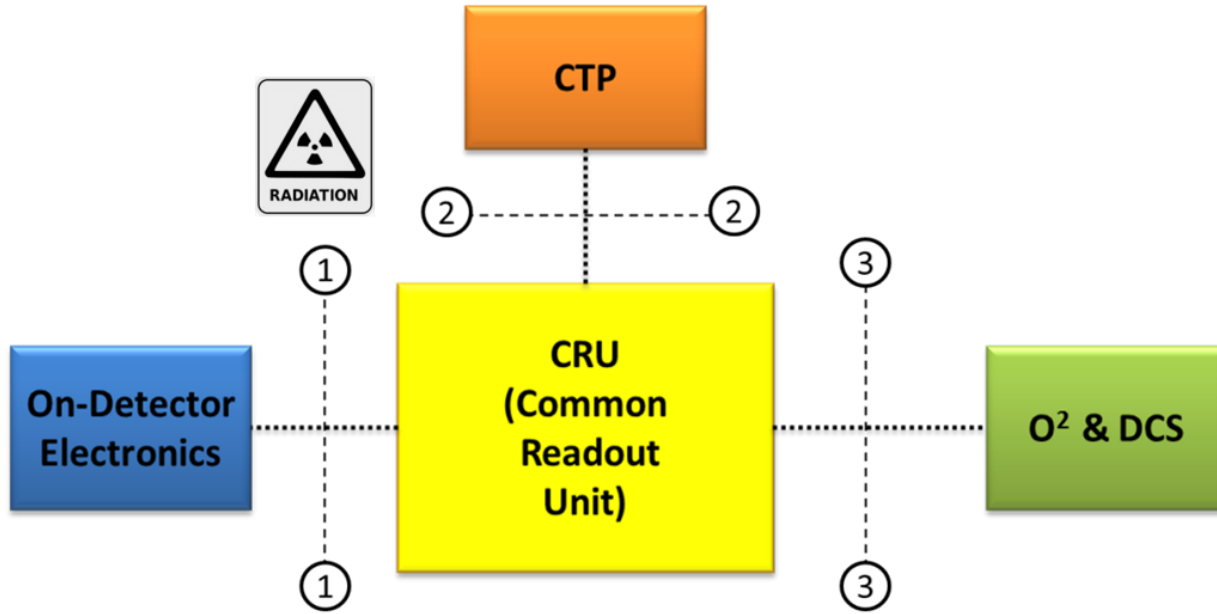 CTP
RADIATION
2
2
1
3
CRU
(Common
Readout
Unit)
On-Detector
Electronics
O² & DCS
1
3